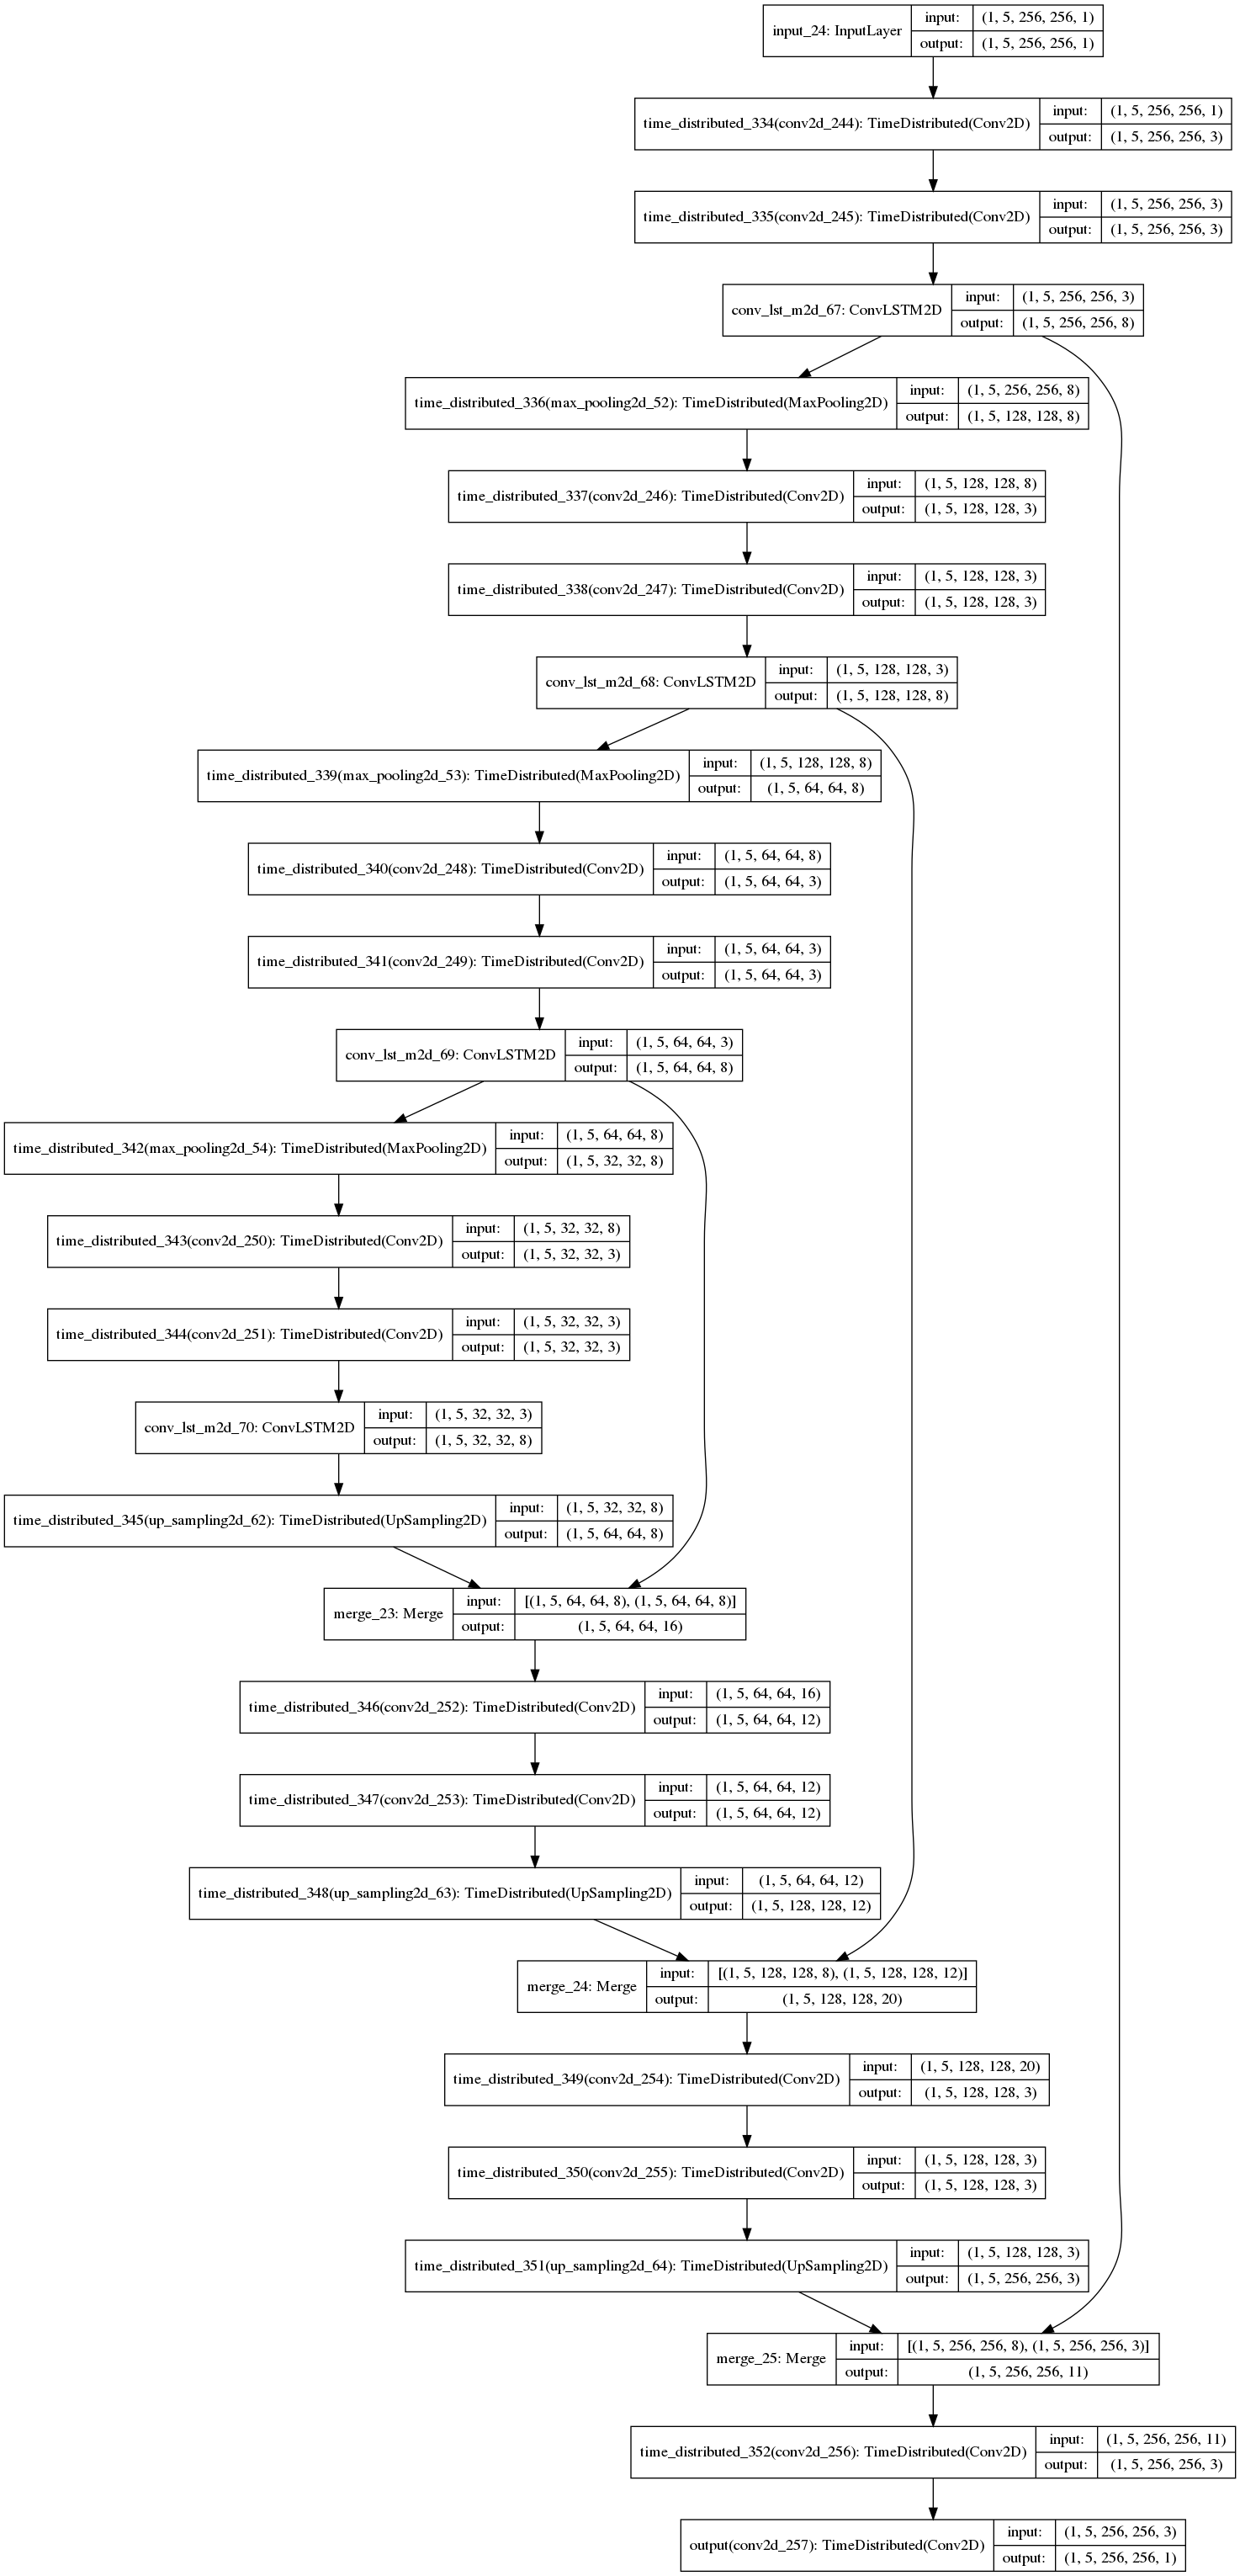 input_24: InputLayer
input: (1, 5, 256, 256, 1)
output: (1, 5, 256, 256, 1)
time_distributed_334(conv2d_244): TimeDistributed(Conv2D)
input: (1, 5, 256, 256, 1)
output: (1, 5, 256, 256, 3)
time_distributed_335(conv2d_245): TimeDistributed(Conv2D)
input: (1, 5, 256, 256, 3)
output: (1, 5, 256, 256, 3)
conv_lst_m2d_67: ConvLSTM2D
input: (1, 5, 256, 256, 3)
output: (1, 5, 256, 256, 8)
time_distributed_336(max_pooling2d_52): TimeDistributed(MaxPooling2D)
input: (1, 5, 256, 256, 8)
output: (1, 5, 128, 128, 8)
time_distributed_337(conv2d_246): TimeDistributed(Conv2D)
input: (1, 5, 128, 128, 8)
output: (1, 5, 128, 128, 3)
time_distributed_338(conv2d_247): TimeDistributed(Conv2D)
input: (1, 5, 128, 128, 3)
output: (1, 5, 128, 128, 3)
conv_lst_m2d_68: ConvLSTM2D
input: (1, 5, 128, 128, 3)
output: (1, 5, 128, 128, 8)
time_distributed_339(max_pooling2d_53): TimeDistributed(MaxPooling2D)
input: (1, 5, 128, 128, 8)
output: (1, 5, 64, 64, 8)
time_distributed_340(conv2d_248): TimeDistributed(Conv2D)
input: (1, 5, 64, 64, 8)
output: (1, 5, 64, 64, 3)
time_distributed_341(conv2d_249): TimeDistributed(Conv2D)
input: (1, 5, 64, 64, 3)
output: (1, 5, 64, 64, 3)
conv_lst_m2d_69: ConvLSTM2D
input: (1, 5, 64, 64, 3)
output: (1, 5, 64, 64, 8)
time_distributed_342(max_pooling2d_54): TimeDistributed(MaxPooling2D)
input: (1, 5, 64, 64, 8)
output: (1, 5, 32, 32, 8)
time_distributed_343(conv2d_250): TimeDistributed(Conv2D)
input: (1, 5, 32, 32, 8)
output: (1, 5, 32, 32, 3)
time_distributed_344(conv2d_251): TimeDistributed(Conv2D)
input: (1, 5, 32, 32, 3)
output: (1, 5, 32, 32, 3)
conv_lst_m2d_70: ConvLSTM2D
input: (1, 5, 32, 32, 3)
output: (1, 5, 32, 32, 8)
time_distributed_345(up_sampling2d_62): TimeDistributed(UpSampling2D)
input: (1, 5, 32, 32, 8)
output: (1, 5, 64, 64, 8)
merge_23: Merge
input: [(1, 5, 64, 64, 8), (1, 5, 64, 64, 8)]
output: (1, 5, 64, 64, 16)
time_distributed_346(conv2d_252): TimeDistributed(Conv2D)
input: (1, 5, 64, 64, 16)
output: (1, 5, 64, 64, 12)
time_distributed_347(conv2d_253): TimeDistributed(Conv2D)
input: (1, 5, 64, 64, 12)
output: (1, 5, 64, 64, 12)
time_distributed_348(up_sampling2d_63): TimeDistributed(UpSampling2D)
input: (1, 5, 64, 64, 12)
output: (1, 5, 128, 128, 12)
merge_24: Merge
input: [(1, 5, 128, 128, 8), (1, 5, 128, 128, 12)]
output: (1, 5, 128, 128, 20)
time_distributed_349(conv2d_254): TimeDistributed(Conv2D)
input: (1, 5, 128, 128, 20)
output: (1, 5, 128, 128, 3)
time_distributed_350(conv2d_255): TimeDistributed(Conv2D)
input: (1, 5, 128, 128, 3)
output: (1, 5, 128, 128, 3)
time_distributed_351(up_sampling2d_64): TimeDistributed(UpSampling2D)
input: (1, 5, 128, 128, 3)
output: (1, 5, 256, 256, 3)
merge_25: Merge
input: [(1, 5, 256, 256, 8), (1, 5, 256, 256, 3)]
output: (1, 5, 256, 256, 11)
time_distributed_352(conv2d_256): TimeDistributed(Conv2D)
input: (1, 5, 256, 256, 11)
output: (1, 5, 256, 256, 3)
output(conv2d_257): TimeDistributed(Conv2D)
input: (1, 5, 256, 256, 3)
output: (1, 5, 256, 256, 1)